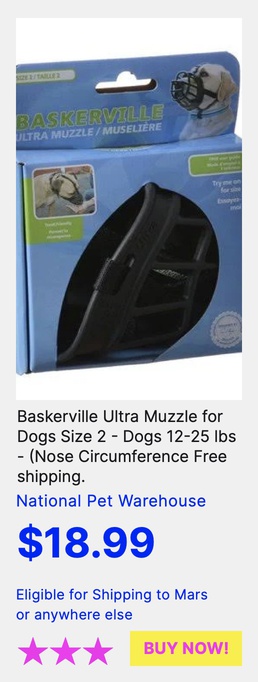 SIZE 2 / TAILLE 2
BASKERVILLE
ULTRA MUZZLE / MUSELIÈRE
Try me on
for size
Baskerville Ultra Muzzle for
Dogs Size 2 - Dogs 12-25 lbs
- (Nose Circumference Free
shipping.
National Pet Warehouse
$18.99
Eligible for Shipping to Mars
or anywhere else
BUY NOW!